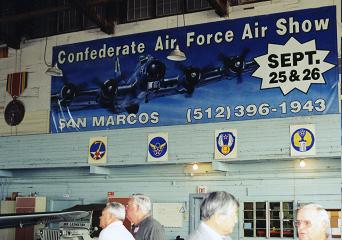 Confederate Air Force Air Show
SEPT.
25 & 26
SAN MARCOS
(512) 396-1943